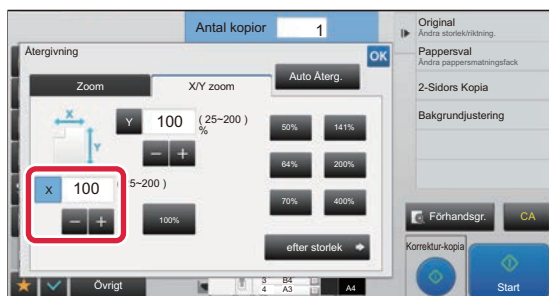 Antal kopior 1
Återgivning
OK
Zoom
X/Y zoom
Auto Återg.
X
Y
Y 100 ( 25~200 )
%
X 100 5~200 )
100%
50% 141%
64% 200%
70% 400%
efter storlek
Original
Ändra storlek/riktning.
Pappersval
Ändra pappersmatningsfack
2-Sidors Kopia
Bakgrundjustering
Förhandsgr.
CA
Korrektur-kopia
Start
Övrigt
3 B4
4 A3
A4